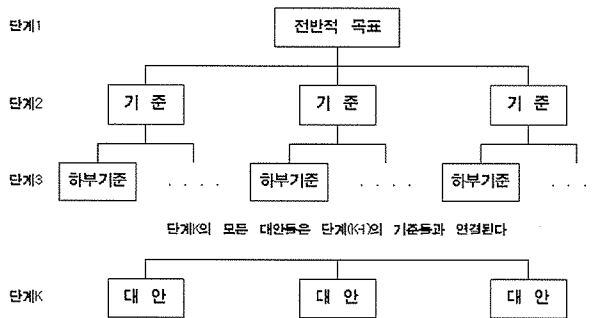 단계1 전반적 목표
단계2 기 준 기 준 기 준
단계3 하부기준 . . . . 하부기준 . . . . 하부기준 . . .
단계K의 모든 대안들은 단계(K-1)의 기준들과 연결된다
단계K 대 안 대 안 대 안